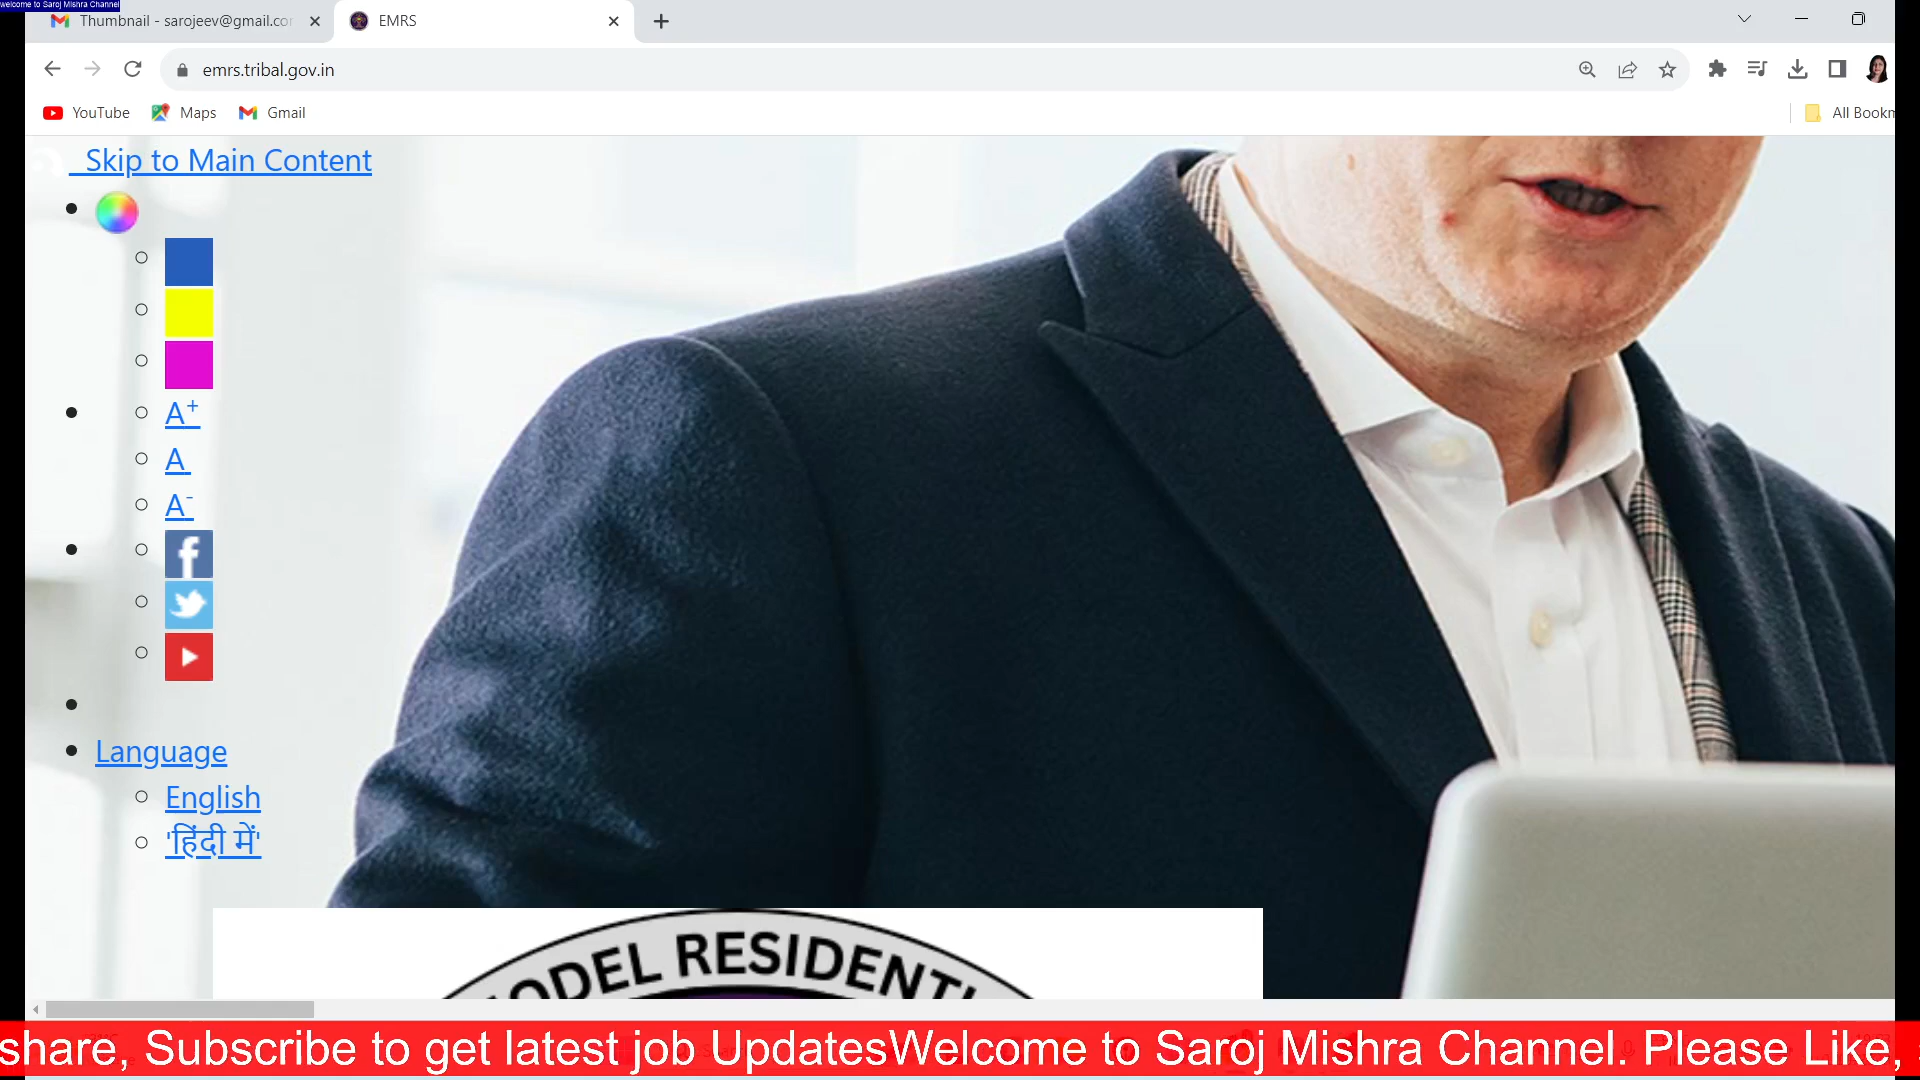 welcome to Saroj Mishra Channel
Thumbnail - sarojeev@gmail.co
EMRS
emrs.tribal.gov.in
YouTube
Maps
Gmail
All Bookm
Skip to Main Content
A+
A
A-
Language
English
'हिंदी में'
ODEL RESIDENTI
share, Subscribe to get latest job UpdatesWelcome to Saroj Mishra Channel. Please Like,